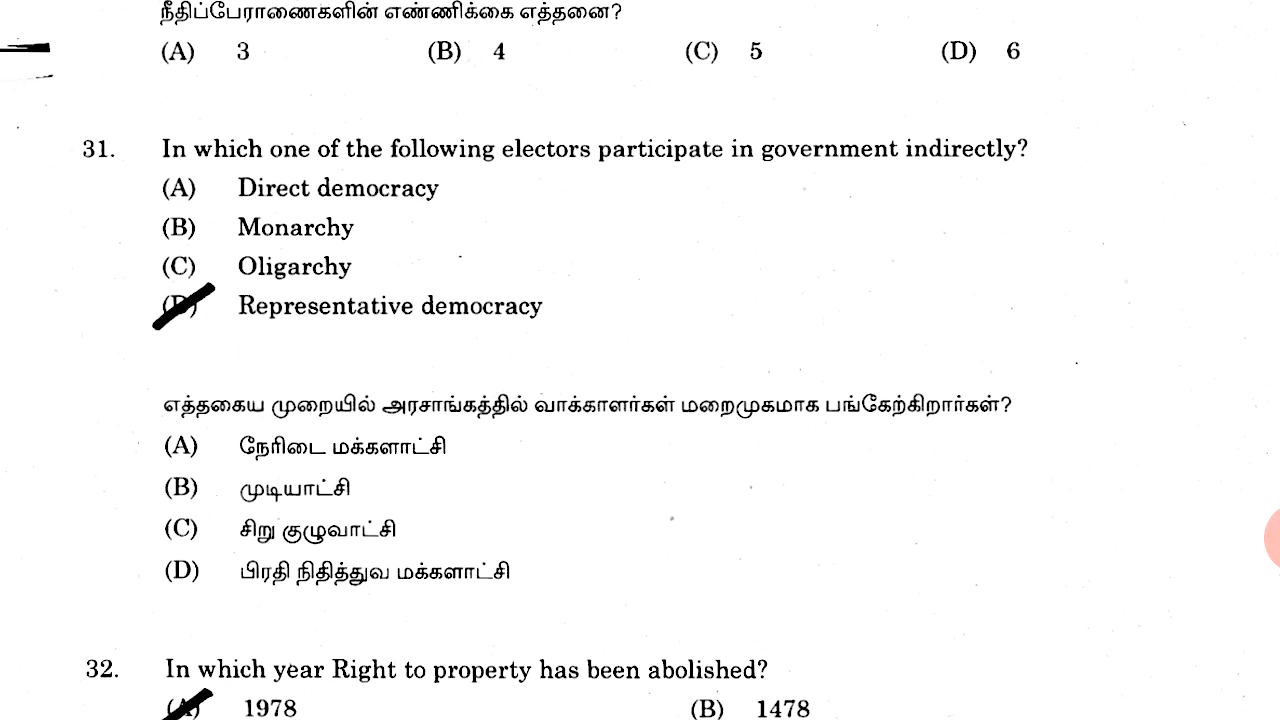 நீதிப்பேராணைகளின் எண்ணிக்கை எத்தனை?
(A) 3 (B) 4 (C) 5 (D) 6
31. In which one of the following electors participate in government indirectly?
(A) Direct democracy
(B) Monarchy
(C) Oligarchy
(D) Representative democracy
எத்தகைய முறையில் அரசாங்கத்தில் வாக்காளர்கள் மறைமுகமாக பங்கேற்கிறார்கள்?
(A) நேரிடை மக்களாட்சி
(B) முடியாட்சி
(C) சிறு குழுவாட்சி
(D) பிரதி நிதித்துவ மக்களாட்சி
32. In which year Right to property has been abolished?
(A) 1978 (B) 1478